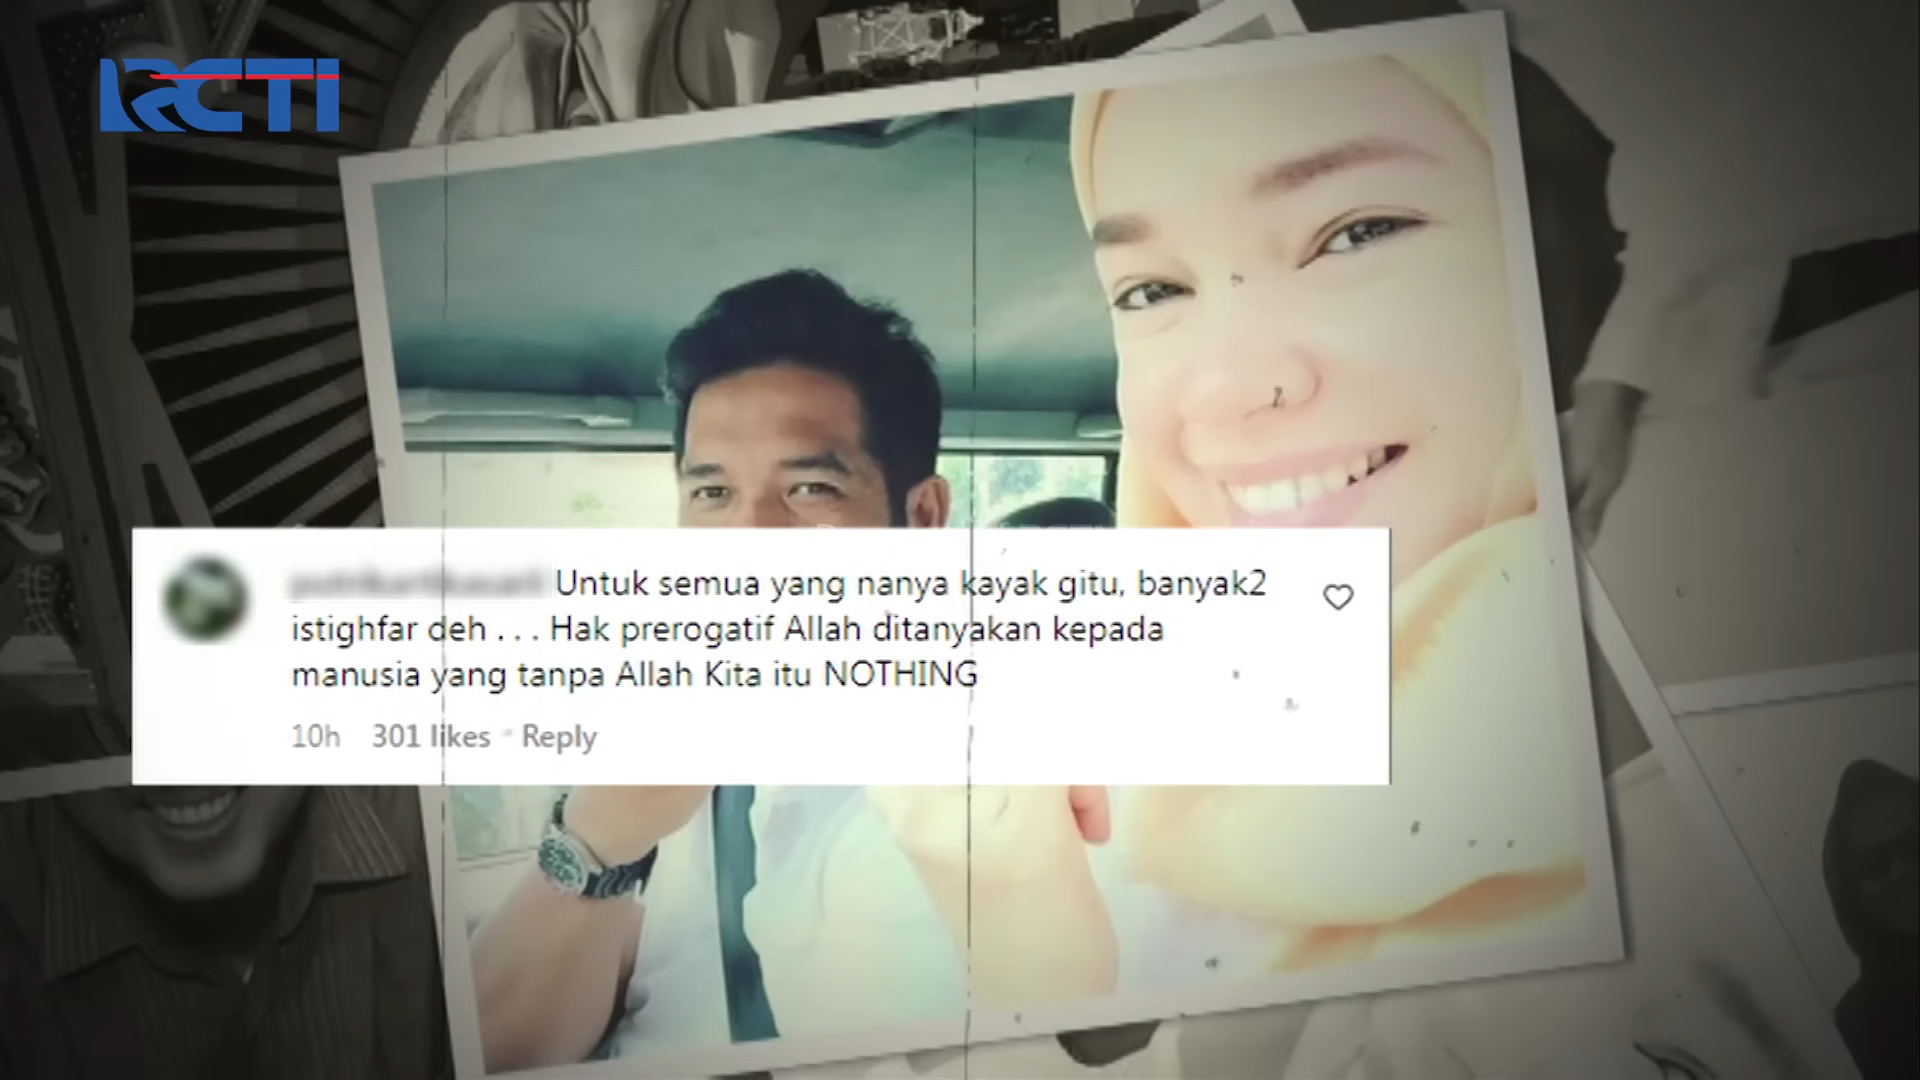 RCTI
Untuk semua yang nanya kayak gitu, banyak2
istighfar deh . . . Hak prerogatif Allah ditanyakan kepada
manusia yang tanpa Allah Kita itu NOTHING
10h 301 likes Reply